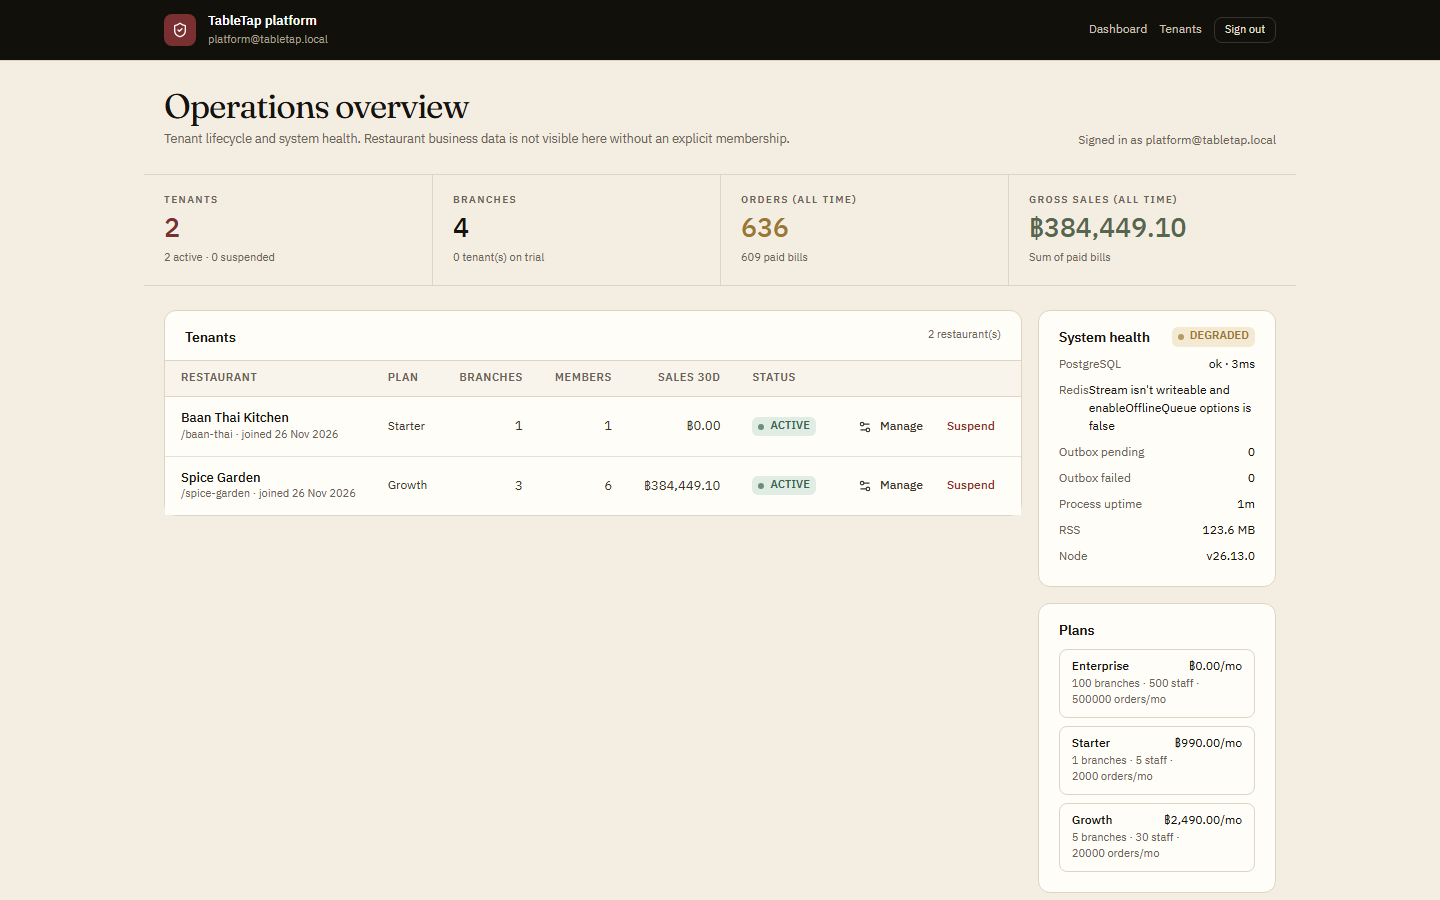 TableTap platform
platform@tabletap.local
Dashboard Tenants Sign out
Operations overview
Tenant lifecycle and system health. Restaurant business data is not visible here without an explicit membership.
Signed in as platform@tabletap.local
TENANTS
2
2 active · 0 suspended
BRANCHES
4
0 tenant(s) on trial
ORDERS (ALL TIME)
636
609 paid bills
GROSS SALES (ALL TIME)
฿384,449.10
Sum of paid bills
Tenants 2 restaurant(s)
RESTAURANT PLAN BRANCHES MEMBERS SALES 30D STATUS
Baan Thai Kitchen
/baan-thai · joined 26 Nov 2026
Starter 1 1 ฿0.00 ACTIVE Manage Suspend
Spice Garden
/spice-garden · joined 26 Nov 2026
Growth 3 6 ฿384,449.10 ACTIVE Manage Suspend
System health DEGRADED
PostgreSQL ok · 3ms
Redis Stream isn't writeable and
enableOfflineQueue options is
false
Outbox pending 0
Outbox failed 0
Process uptime 1m
RSS 123.6 MB
Node v26.13.0
Plans
Enterprise ฿0.00/mo
100 branches · 500 staff ·
500000 orders/mo
Starter ฿990.00/mo
1 branches · 5 staff ·
2000 orders/mo
Growth ฿2,490.00/mo
5 branches · 30 staff ·
20000 orders/mo